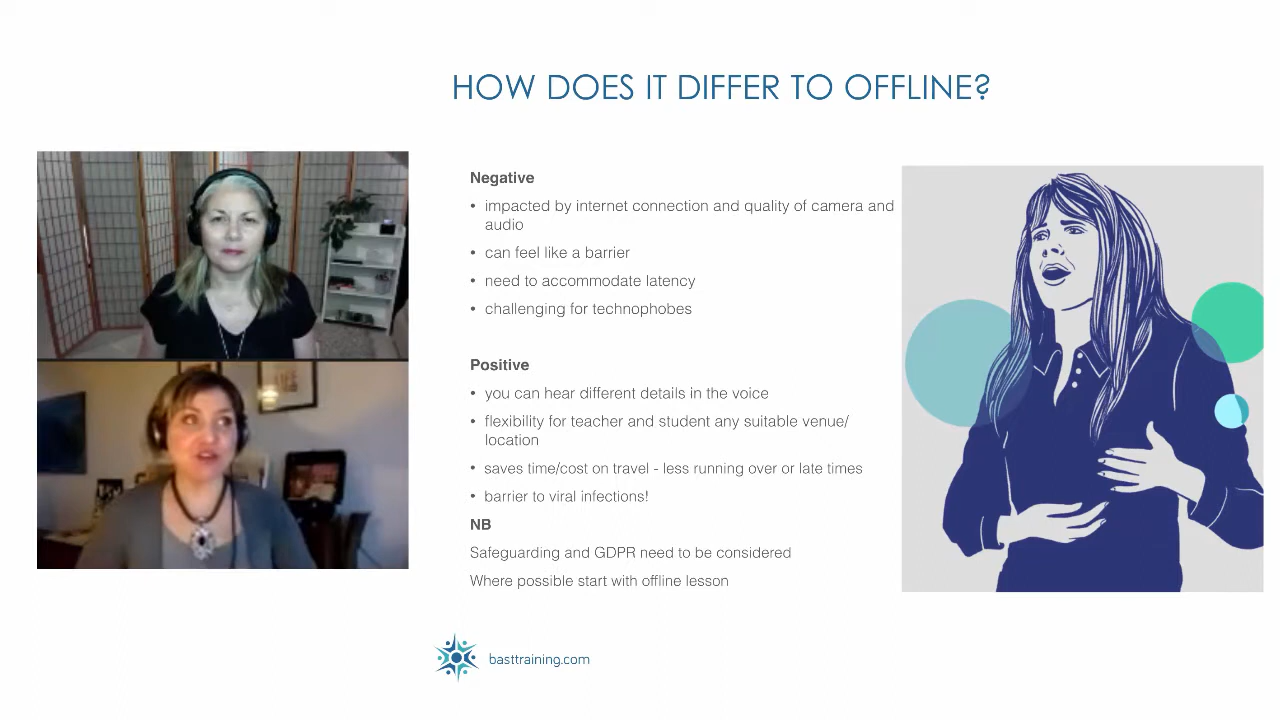 HOW DOES IT DIFFER TO OFFLINE?
Negative
• impacted by internet connection and quality of camera and
audio
• can feel like a barrier
• need to accommodate latency
• challenging for technophobes
Positive
• you can hear different details in the voice
• flexibility for teacher and student any suitable venue/
location
• saves time/cost on travel - less running over or late times
• barrier to viral infections!
NB
Safeguarding and GDPR need to be considered
Where possible start with offline lesson
basttraining.com